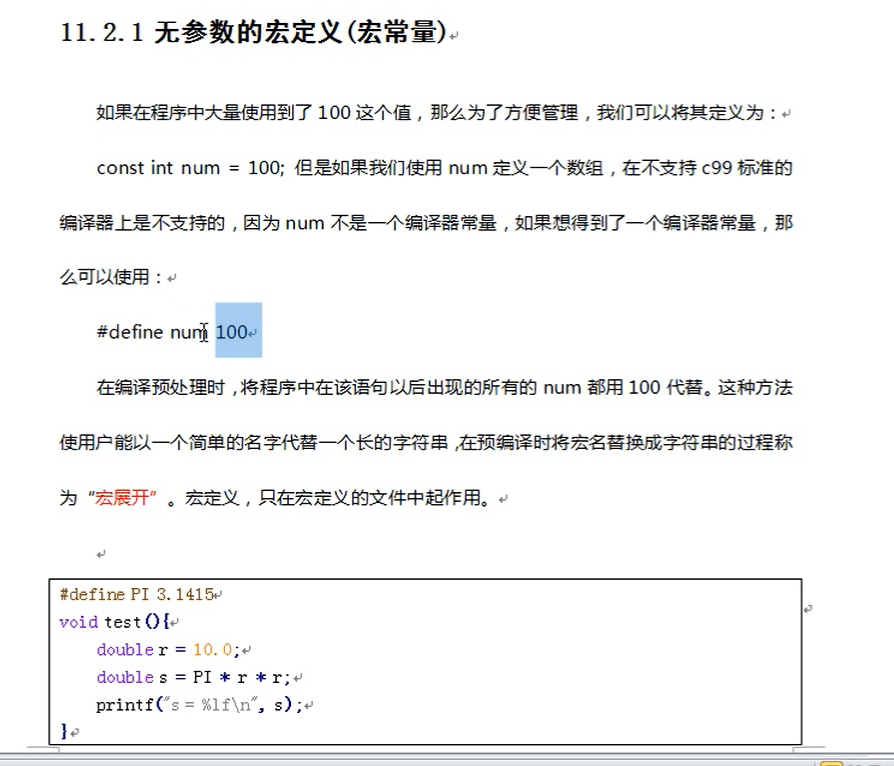 11.2.1 无参数的宏定义(宏常量)
如果在程序中大量使用到了 100 这个值，那么为了方便管理，我们可以将其定义为：
const int num = 100; 但是如果我们使用 num 定义一个数组，在不支持 c99 标准的
编译器上是不支持的，因为 num 不是一个编译器常量，如果想得到了一个编译器常量，那
么可以使用：
#define num 100
在编译预处理时，将程序中在该语句以后出现的所有的 num 都用 100 代替。这种方法
使用户能以一个简单的名字代替一个长的字符串，在预编译时将宏名替换成字符串的过程称
为“宏展开”。宏定义，只在宏定义的文件中起作用。
#define PI 3.1415
void test(){
double r = 10.0;
double s = PI * r * r;
printf("s = %lf\n", s);
}